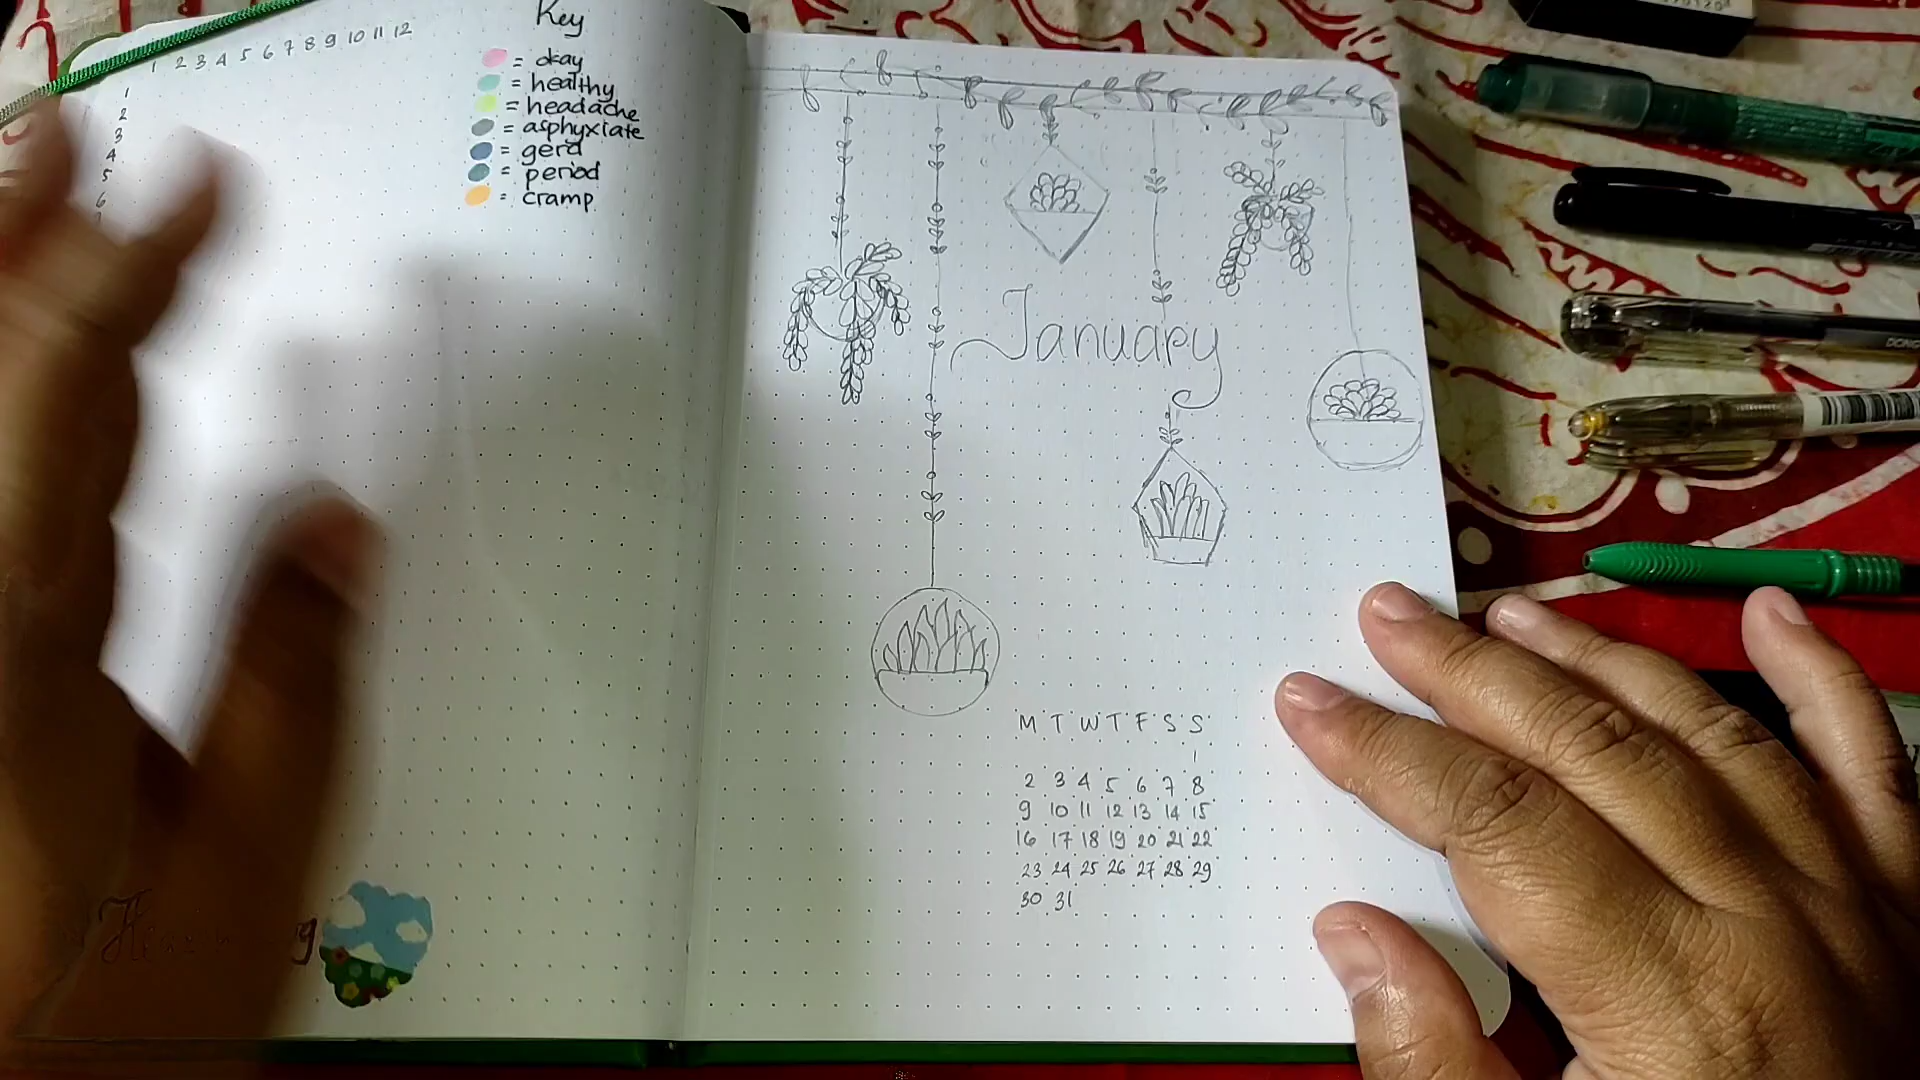 Key
1 2 3 4 5 6 7 8 9 10 11 12
1
2
3
4
5
6
= okay
= healthy
= headache
= asphyxiate
= gerd
= period
= cramp
January
M T W T F S S
1
2 3 4 5 6 7 8
9 10 11 12 13 14 15
16 17 18 19 20 21 22
23 24 25 26 27 28 29
30 31
DONG